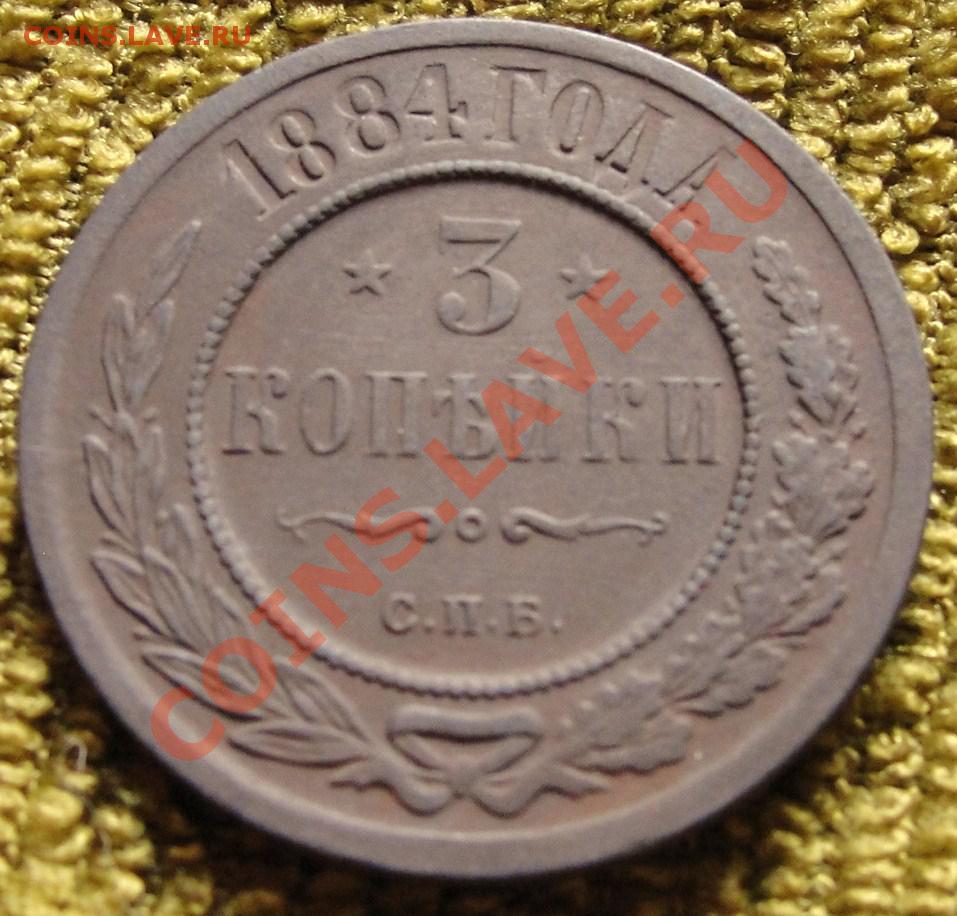 COINS.LAVE.RU
1884 ГОДА
3
КОПѢЙКИ
С.П.Б.
COINS.LAVE.RU